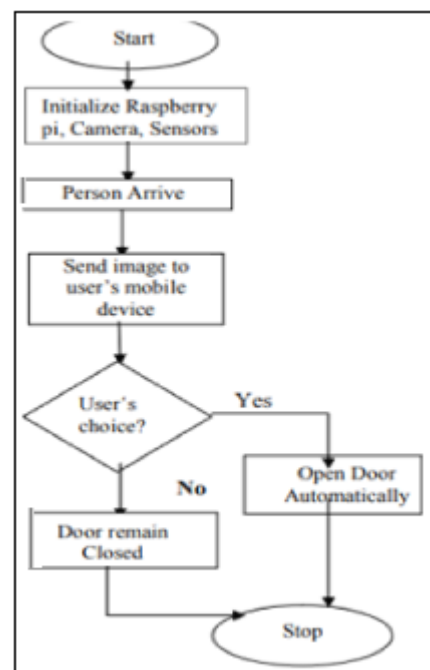 Start
Initialize Raspberry
pi, Camera, Sensors
Person Arrive
Send image to
user's mobile
device
User's
choice?
Yes
No
Open Door
Automatically
Door remain
Closed
Stop